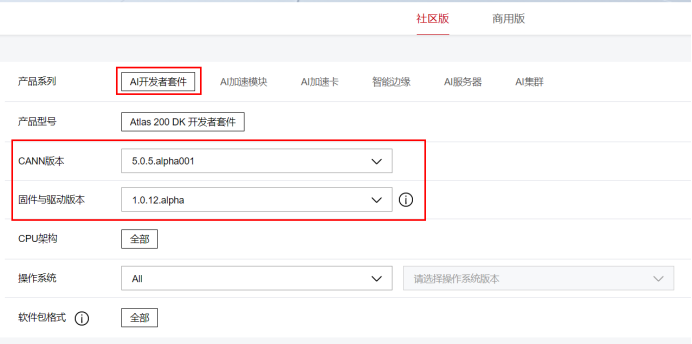 社区版 商用版
产品系列 AI开发者套件 AI加速模块 AI加速卡 智能边缘 AI服务器 AI集群
产品型号 Atlas 200 DK 开发者套件
CANN版本 5.0.5.alpha001
固件与驱动版本 1.0.12.alpha
CPU架构 全部
操作系统 All 请选择操作系统版本
软件包格式 全部